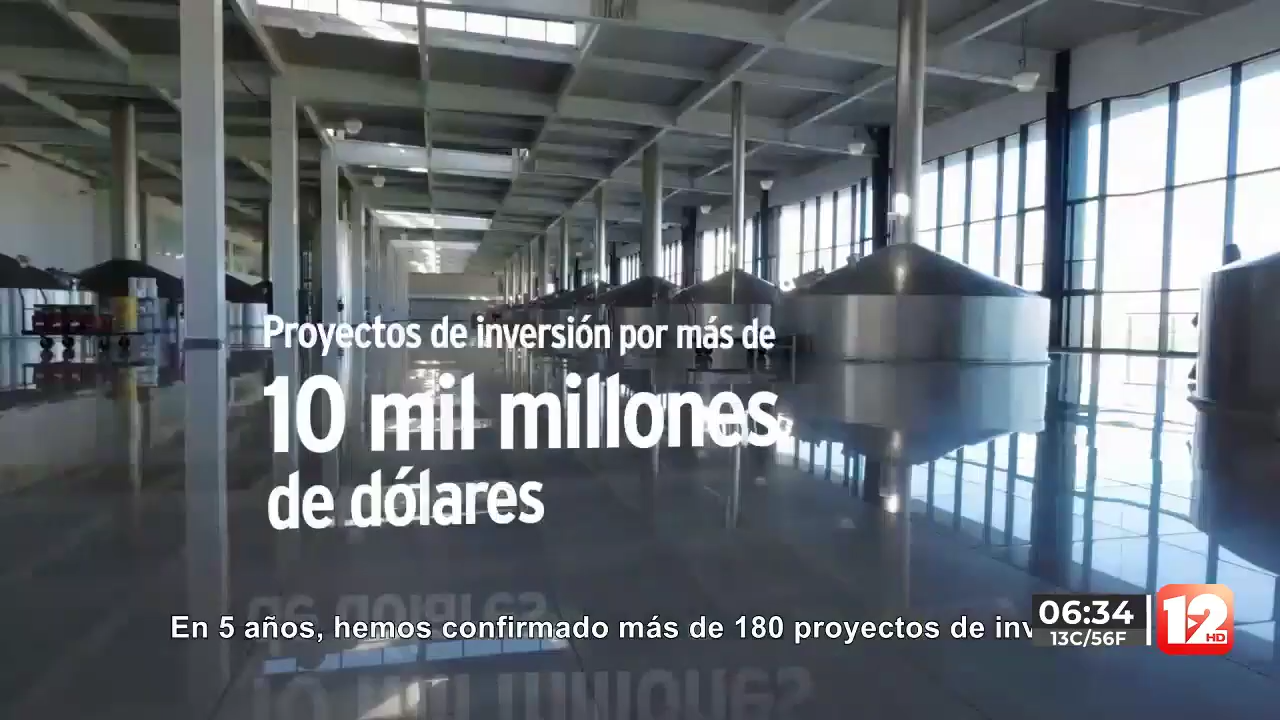 Proyectos de inversión por más de
10 mil millones
de dólares
En 5 años, hemos confirmado más de 180 proyectos de inv
06:34
13C/56F
12
HD